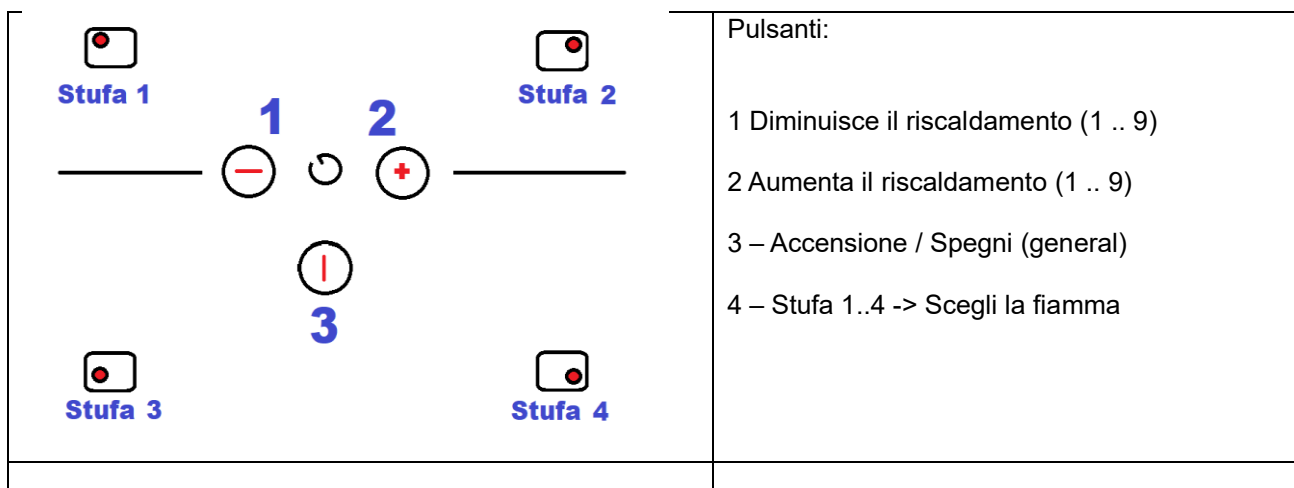 Stufa 1
Stufa 2
1 2
3
Stufa 3
Stufa 4
Pulsanti:
1 Diminuisce il riscaldamento (1 .. 9)
2 Aumenta il riscaldamento (1 .. 9)
3 – Accensione / Spegni (general)
4 – Stufa 1..4 -> Scegli la fiamma